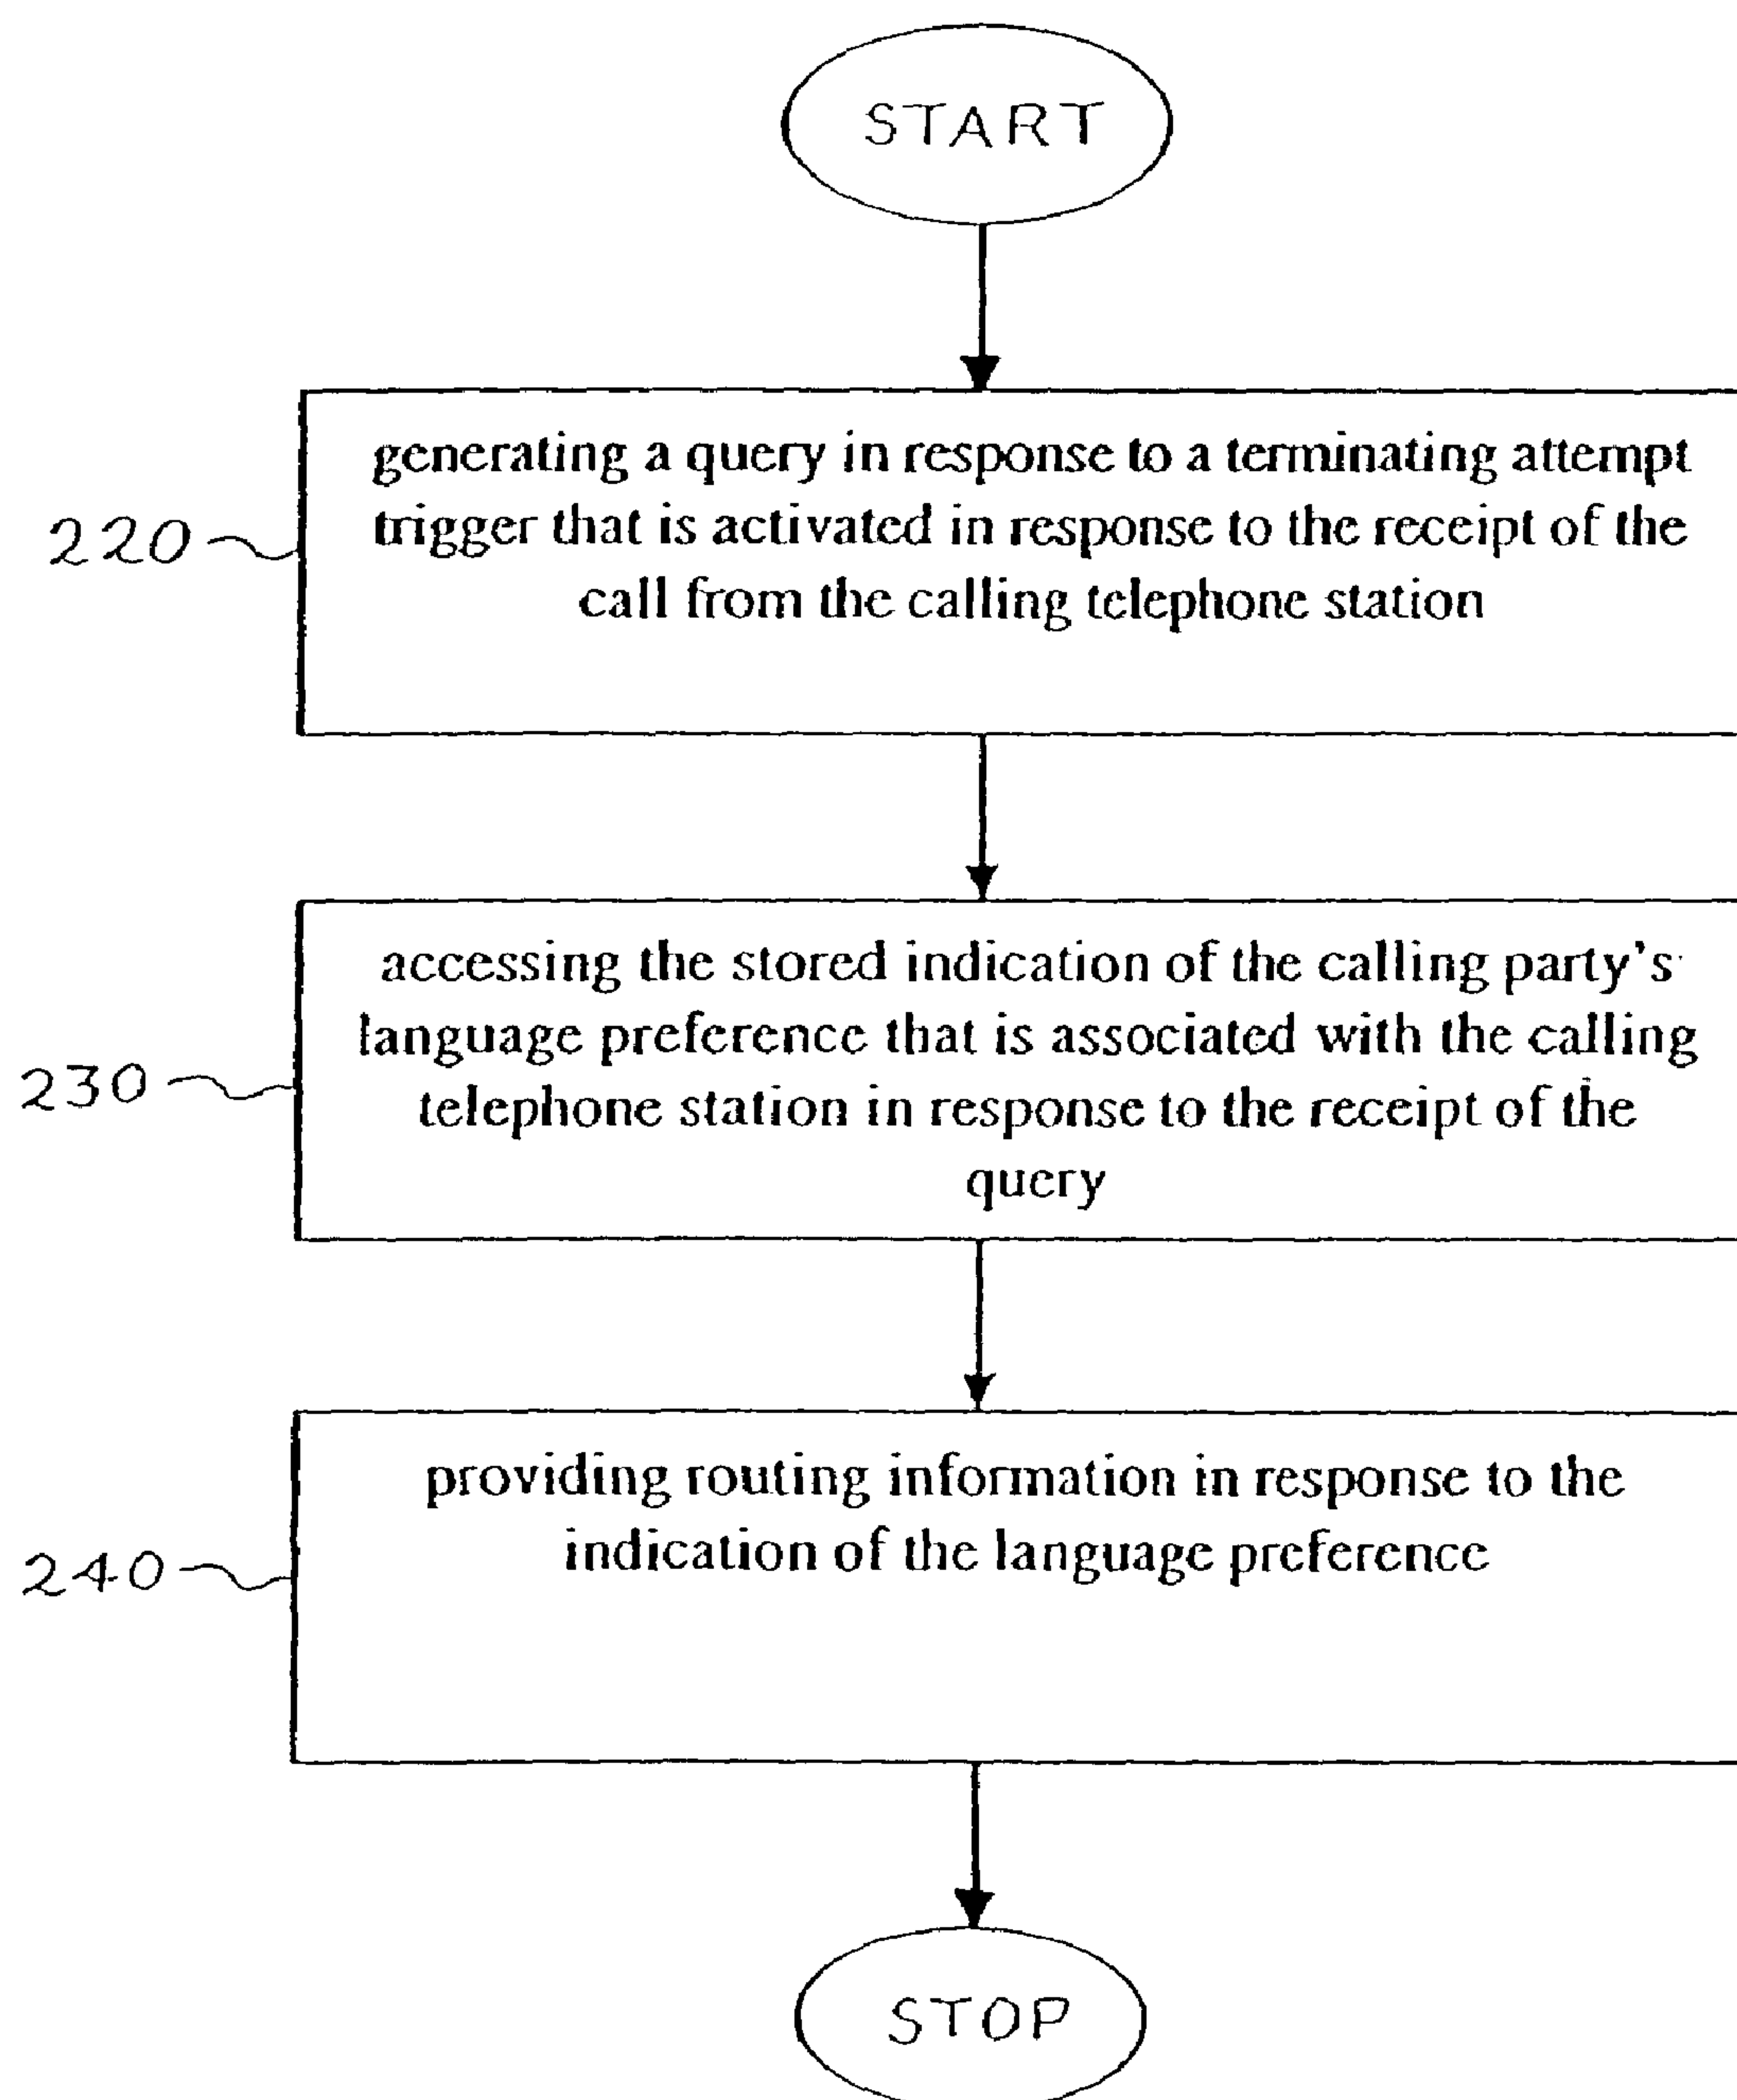 START
generating a query in response to a terminating attempt
trigger that is activated in response to the receipt of the
call from the calling telephone station
220
accessing the stored indication of the calling party's
language preference that is associated with the calling
telephone station in response to the receipt of the
query
230
providing routing information in response to the
indication of the language preference
240
STOP